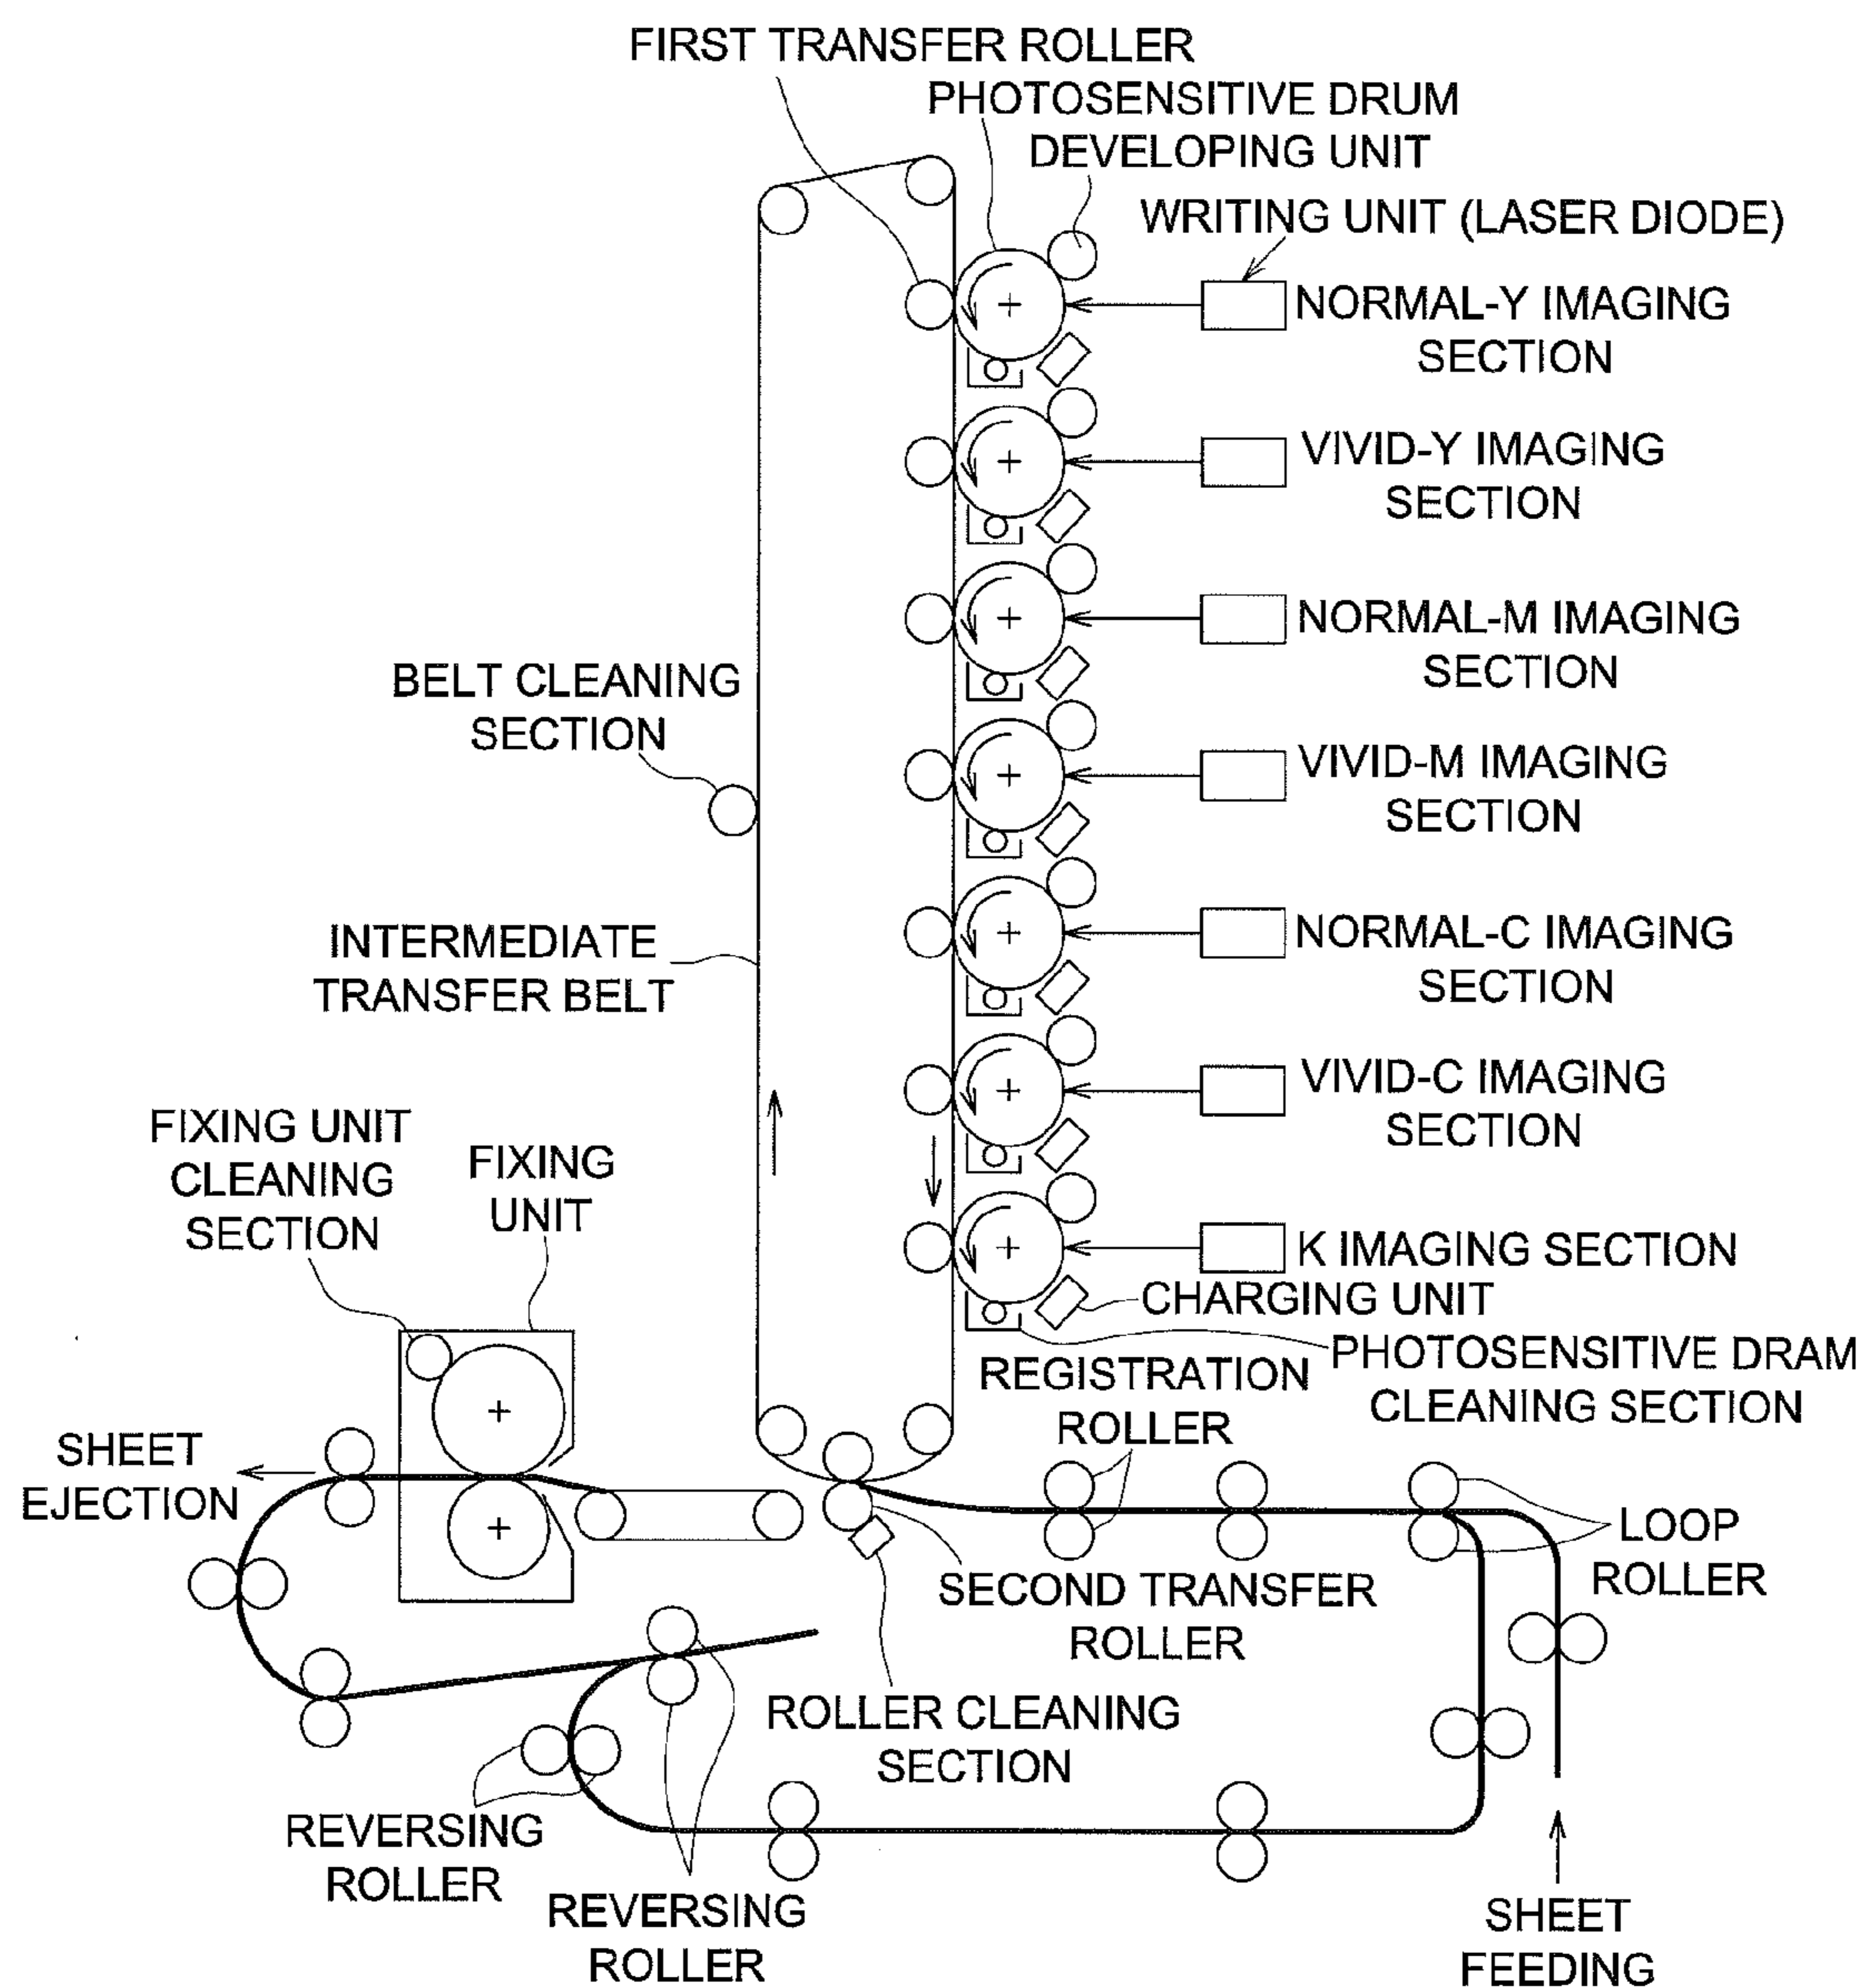 FIRST TRANSFER ROLLER
PHOTOSENSITIVE DRUM
DEVELOPING UNIT
WRITING UNIT (LASER DIODE)
NORMAL-Y IMAGING
SECTION
VIVID-Y IMAGING
SECTION
NORMAL-M IMAGING
SECTION
BELT CLEANING
SECTION
VIVID-M IMAGING
SECTION
INTERMEDIATE
TRANSFER BELT
NORMAL-C IMAGING
SECTION
VIVID-C IMAGING
SECTION
FIXING UNIT
CLEANING
SECTION
FIXING
UNIT
K IMAGING SECTION
CHARGING UNIT
PHOTOSENSITIVE DRAM
CLEANING SECTION
REGISTRATION
ROLLER
SHEET
EJECTION
LOOP
ROLLER
SECOND TRANSFER
ROLLER
ROLLER CLEANING
SECTION
REVERSING
ROLLER
REVERSING
ROLLER
SHEET
FEEDING